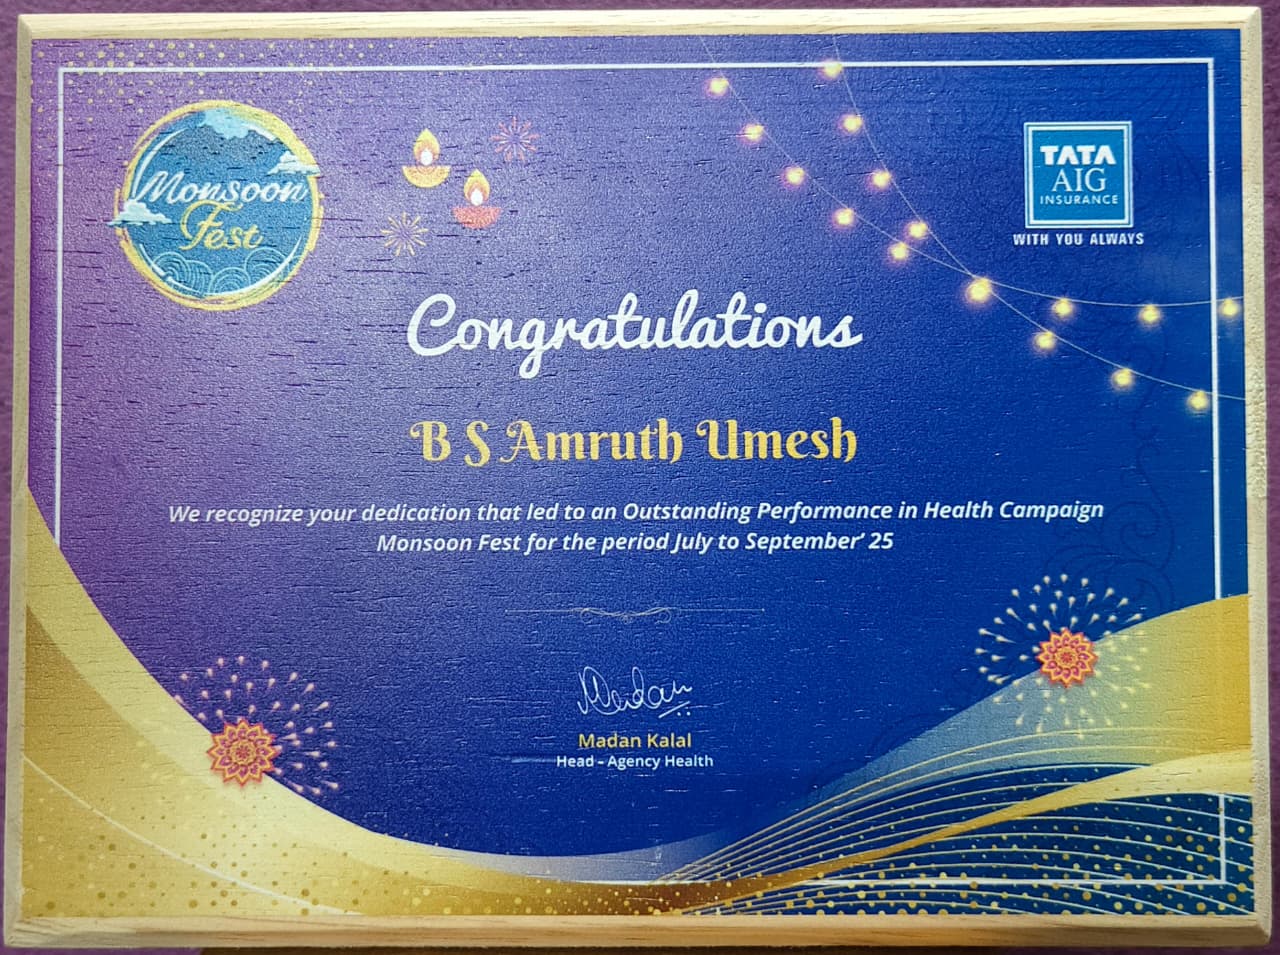 Monsoon
Fest
TATA
AIG
INSURANCE
WITH YOU ALWAYS
Congratulations
B S Amruth Umesh
We recognize your dedication that led to an Outstanding Performance in Health Campaign
Monsoon Fest for the period July to September' 25
Madan
Madan Kalal
Head - Agency Health